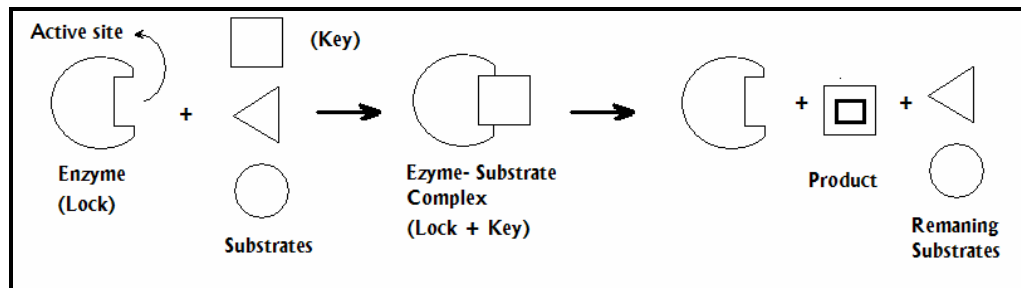 Active site
(Key)
+
+
+
Enzyme
(Lock)
Substrates
Ezyme- Substrate
Complex
(Lock + Key)
Product
Remaning
Substrates